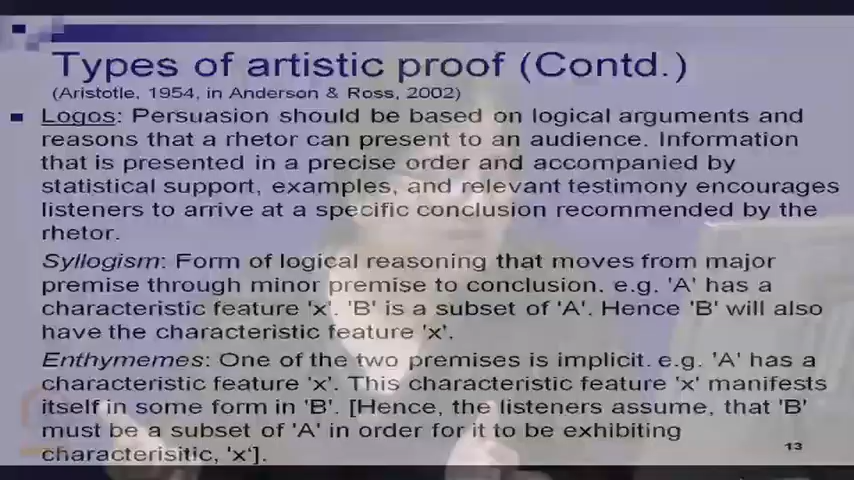 Types of artistic proof (Contd.)
(Aristotle, 1954, in Anderson & Ross, 2002)
Logos: Persuasion should be based on logical arguments and
reasons that a rhetor can present to an audience. Information
that is presented in a precise order and accompanied by
statistical support, examples, and relevant testimony encourages
listeners to arrive at a specific conclusion recommended by the
rhetor.
Syllogism: Form of logical reasoning that moves from major
premise through minor premise to conclusion. e.g. 'A' has a
characteristic feature 'x'. 'B' is a subset of 'A'. Hence 'B' will also
have the characteristic feature 'x'.
Enthymemes: One of the two premises is implicit. e.g. 'A' has a
characteristic feature 'x'. This characteristic feature 'x' manifests
itself in some form in 'B'. [Hence, the listeners assume, that 'B'
must be a subset of 'A' in order for it to be exhibiting
characterisitic, 'x'].
13